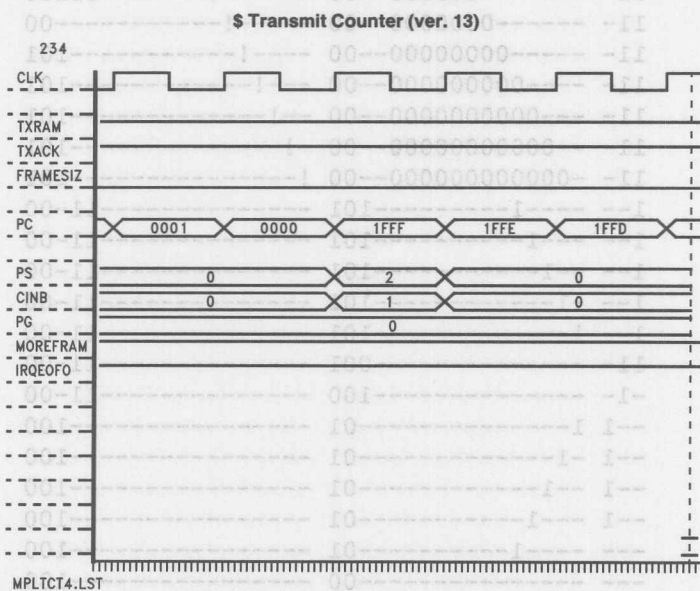 $ Transmit Counter (ver. 13)
234
CLK
TXRAM
TXACK
FRAMESIZ
PC 0001 0000 1FFF 1FFE 1FFD
PS 0 2 0
CINB 0 1 0
PG 0
MOREFRAM
IRQEOFO
MPLTCT4.LST